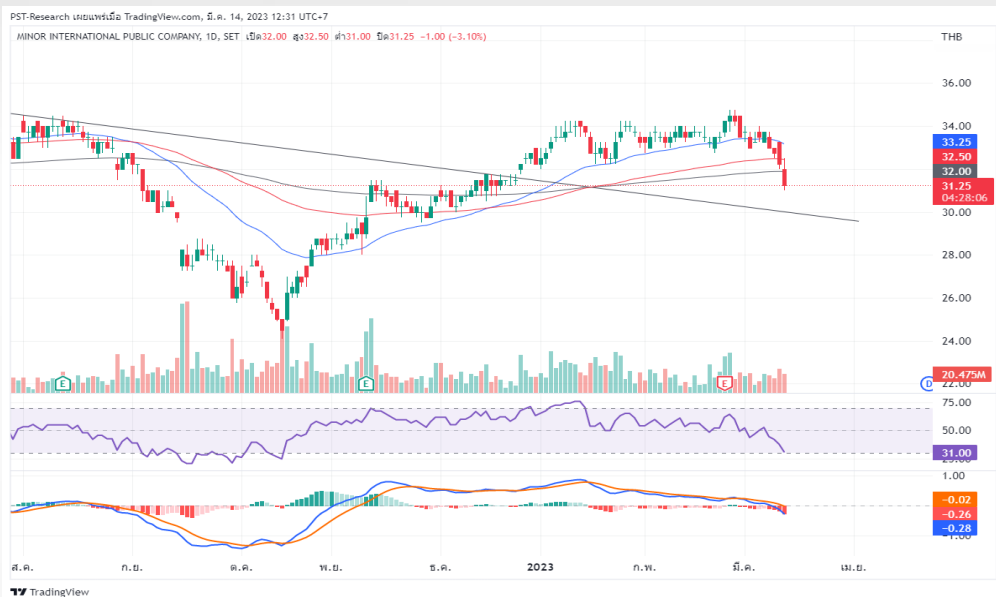 PST-Research เผยแพร่เมื่อ TradingView.com, มี.ค. 14, 2023 12:31 UTC+7
MINOR INTERNATIONAL PUBLIC COMPANY, 1D, SET เปิด32.00 สูง32.50 ต่ำ31.00 ปิด31.25 −1.00 (−3.10%)
THB
36.00
34.00
33.25
32.50
32.00
31.25
04:28:06
30.00
28.00
26.00
24.00
20.475M
22.00
E
E
E
D
75.00
50.00
31.00
25.00
1.00
−0.02
−0.26
−0.28
−1.00
ส.ค. ก.ย. ต.ค. พ.ย. ธ.ค. 2023 ก.พ. มี.ค. เม.ย.
TradingView